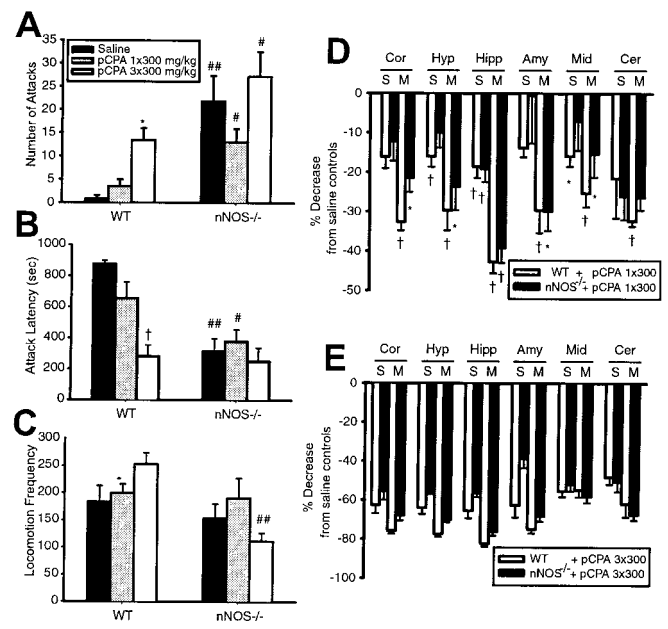 A
Number of Attacks
35
30
25
20
15
10
5
0
Saline
pCPA 1x300 mg/kg
pCPA 3x300 mg/kg
*
##
#
#
WT
nNOS-/-
B
Attack Latency (sec)
1000
800
600
400
200
0
†
##
#
WT
nNOS-/-
C
Locomotion Frequency
300
250
200
150
100
50
0
##
WT
nNOS-/-
D
Cor Hyp Hipp Amy Mid Cer
S M S M S M S M S M S M
% Decrease
from saline controls
0
-10
-20
-30
-40
-50
† * † † † † * * †
† * † * †
† †
WT + pCPA 1x300
nNOS-/- + pCPA 1x300
E
Cor Hyp Hipp Amy Mid Cer
S M S M S M S M S M S M
% Decrease
from saline controls
0
-20
-40
-60
-80
-100
WT + pCPA 3x300
nNOS-/- + pCPA 3x300